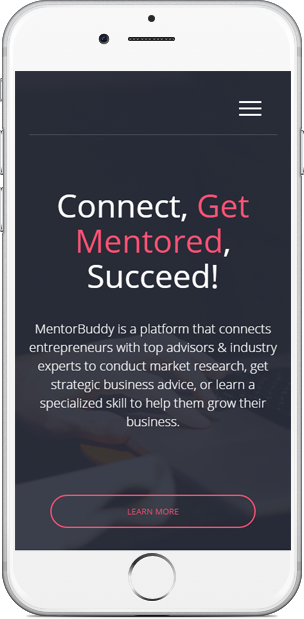 Connect, Get
Mentored,
Succeed!
MentorBuddy is a platform that connects
entrepreneurs with top advisors & industry
experts to conduct market research, get
strategic business advice, or learn a
specialized skill to help them grow their
business.
LEARN MORE